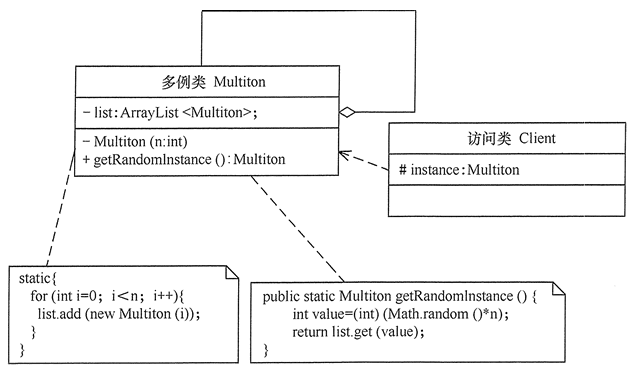 多例类 Multiton
- list:ArrayList <Multiton>;
- Multiton (n:int)
+ getRandomInstance ():Multiton
访问类 Client
# instance:Multiton
static{
for (int i=0; i<n; i++){
list.add (new Multiton (i));
}
}
public static Multiton getRandomInstance () {
int value=(int) (Math.random ()*n);
return list.get (value);
}